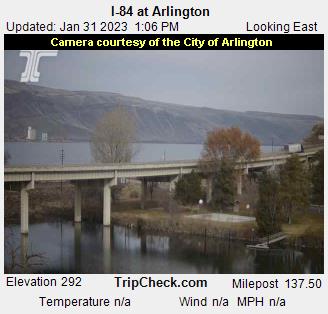 I-84 at Arlington
Updated: Jan 31 2023 1:06 PM Looking East
Camera courtesy of the City of Arlington
Elevation 292 TripCheck.com Milepost 137.50
Temperature n/a Wind n/a MPH n/a